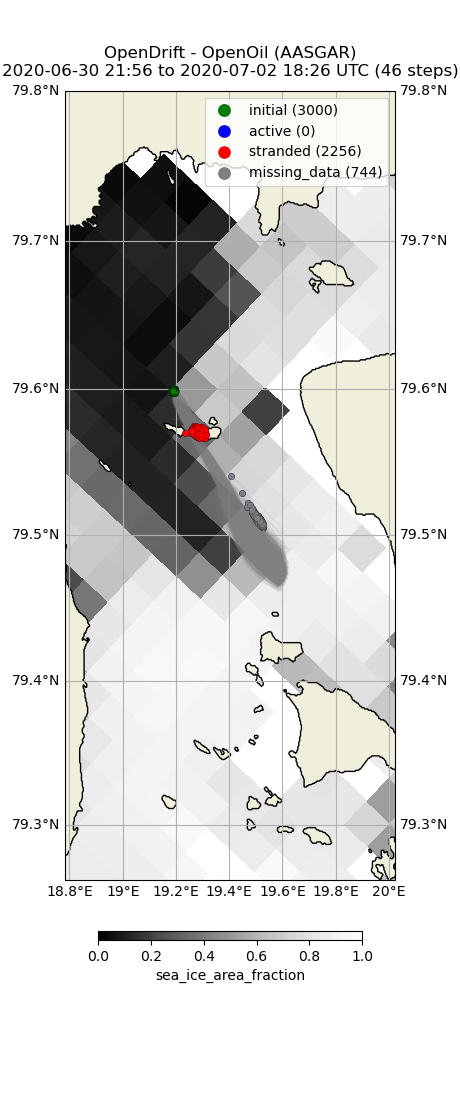 OpenDrift - OpenOil (AASGAR)
2020-06-30 21:56 to 2020-07-02 18:26 UTC (46 steps)
79.8°N 79.8°N
initial (3000)
active (0)
stranded (2256)
missing_data (744)
79.7°N 79.7°N
79.6°N 79.6°N
79.5°N 79.5°N
79.4°N 79.4°N
79.3°N 79.3°N
18.8°E 19°E 19.2°E 19.4°E 19.6°E 19.8°E 20°E
0.0 0.2 0.4 0.6 0.8 1.0
sea_ice_area_fraction